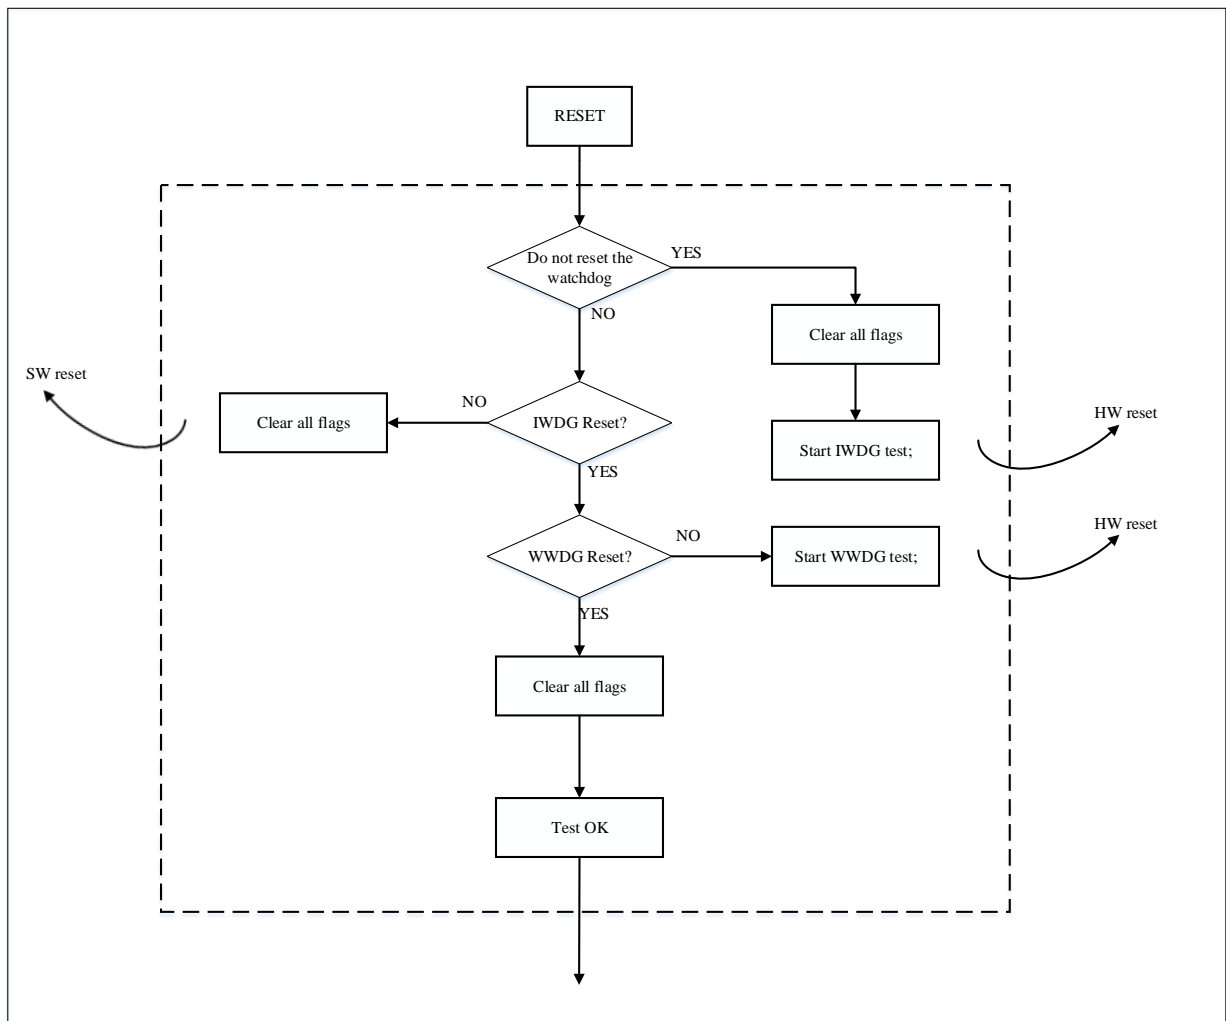 RESET
Do not reset the
watchdog
YES
NO
Clear all flags
SW reset
Clear all flags
NO
IWDG Reset?
YES
Start IWDG test;
HW reset
WWDG Reset?
NO
Start WWDG test;
HW reset
YES
Clear all flags
Test OK